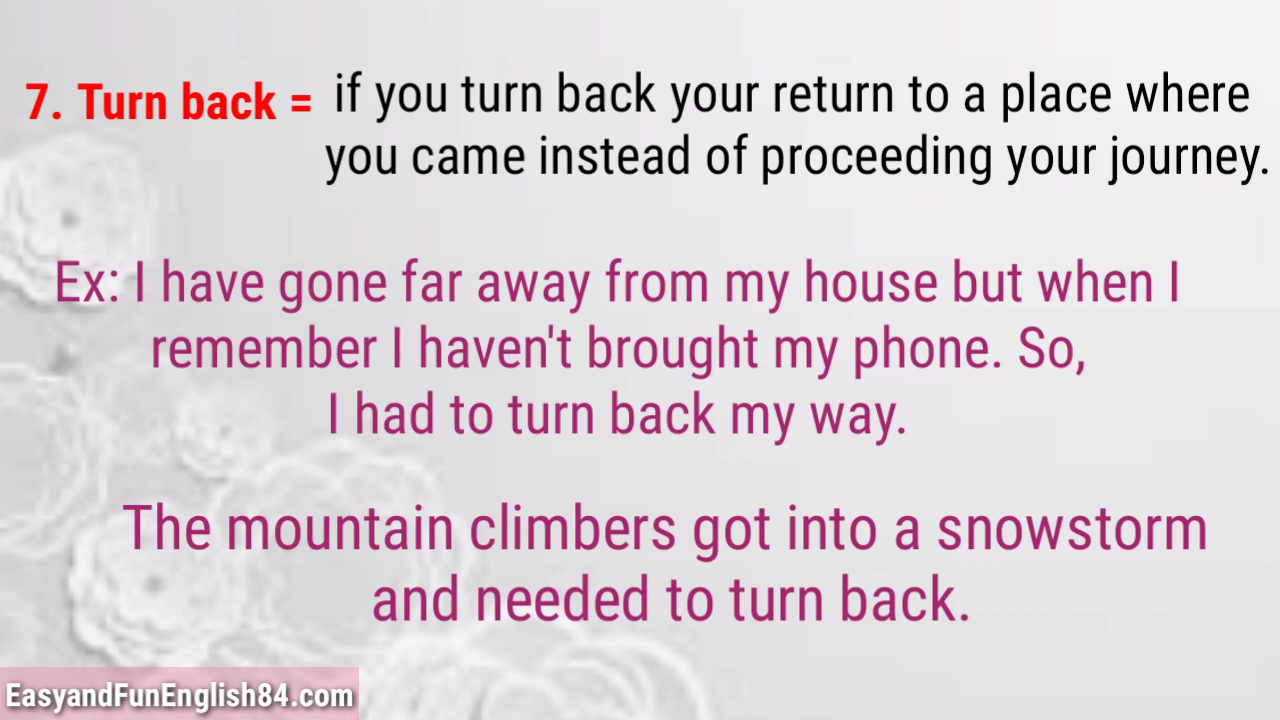 7. Turn back = if you turn back your return to a place where
you came instead of proceeding your journey.
Ex: I have gone far away from my house but when I
remember I haven't brought my phone. So,
I had to turn back my way.
The mountain climbers got into a snowstorm
and needed to turn back.
EasyandFunEnglish84.com